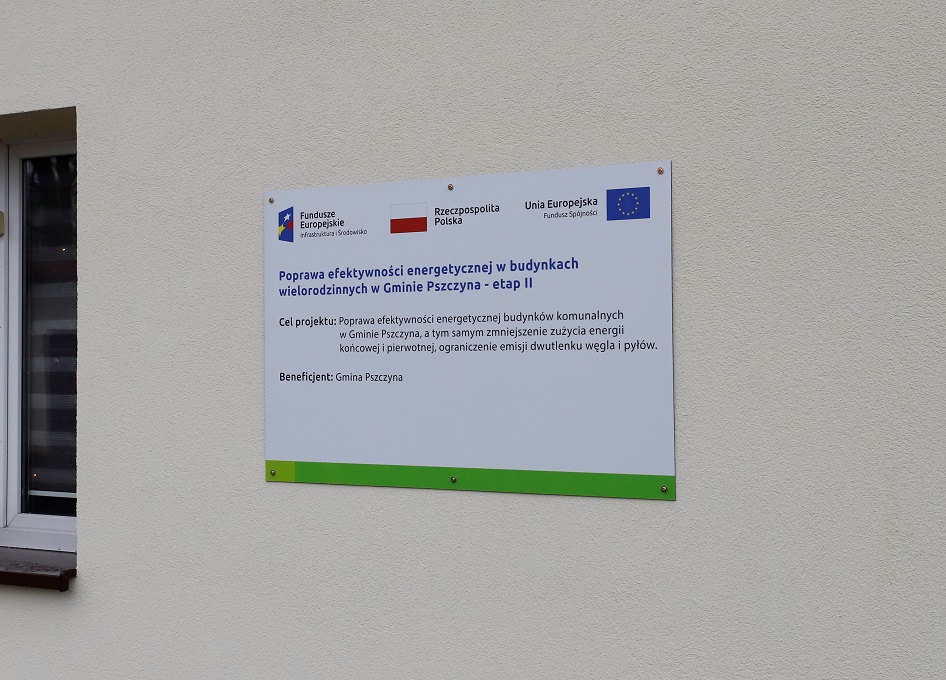 Fundusze
Europejskie
Infrastruktura i Środowisko
Rzeczpospolita
Polska
Unia Europejska
Fundusz Spójności
Poprawa efektywności energetycznej w budynkach
wielorodzinnych w Gminie Pszczyna - etap II
Cel projektu: Poprawa efektywności energetycznej budynków komunalnych
w Gminie Pszczyna, a tym samym zmniejszenie zużycia energii
końcowej i pierwotnej, ograniczenie emisji dwutlenku węgla i pyłów.
Beneficjent: Gmina Pszczyna